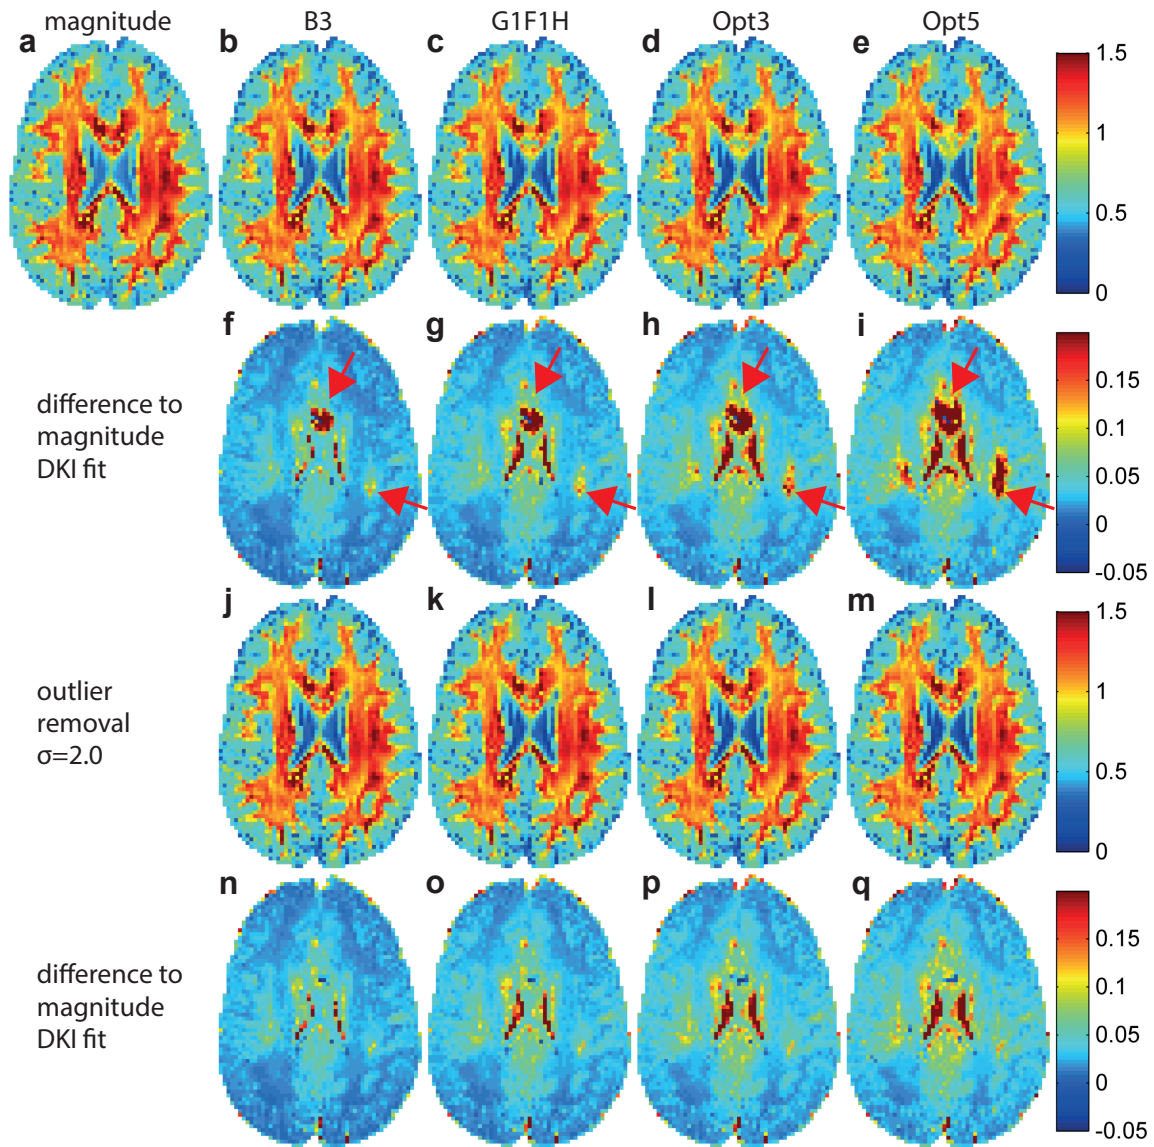 magnitude B3 G1F1H Opt3 Opt5
a b c d e
1.5
1
0.5
0
f g h i
difference to
magnitude
DKI fit
0.15
0.1
0.05
0
-0.05
j k l m
outlier
removal
σ=2.0
1.5
1
0.5
0
n o p q
difference to
magnitude
DKI fit
0.15
0.1
0.05
0
-0.05